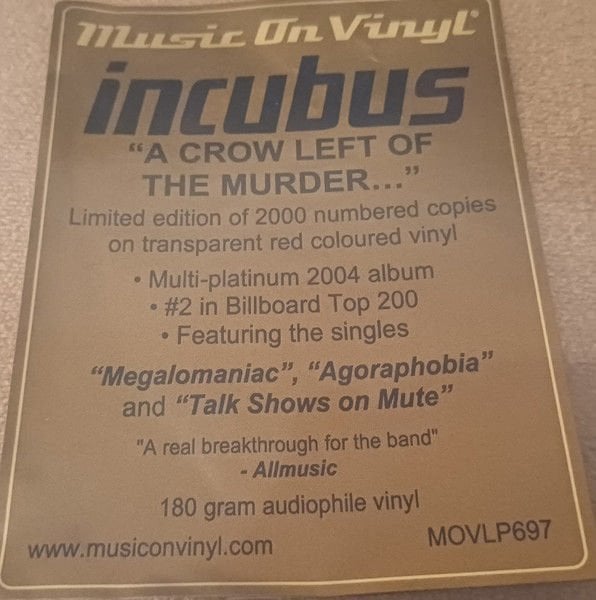 Music On Vinyl®
incubus
“A CROW LEFT OF
THE MURDER...”
Limited edition of 2000 numbered copies
on transparent red coloured vinyl
• Multi-platinum 2004 album
• #2 in Billboard Top 200
• Featuring the singles
“Megalomaniac”, “Agoraphobia”
and “Talk Shows on Mute”
"A real breakthrough for the band"
- Allmusic
180 gram audiophile vinyl
www.musiconvinyl.com MOVLP697